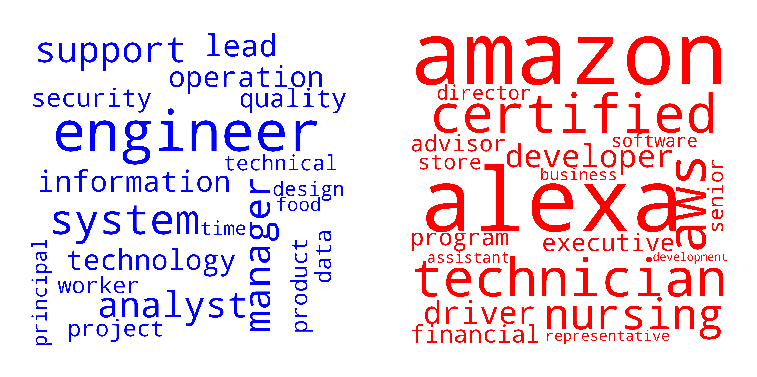 support
lead
operation
security
quality
engineer
technical
information
design
food
manager
system
time
technology
product
data
principal
worker
analyst
project
amazon
director
certified
advisor
software
store
developer
business
alexa
aws
senior
program
executive
assistant
development
technician
driver
nursing
financial
representative